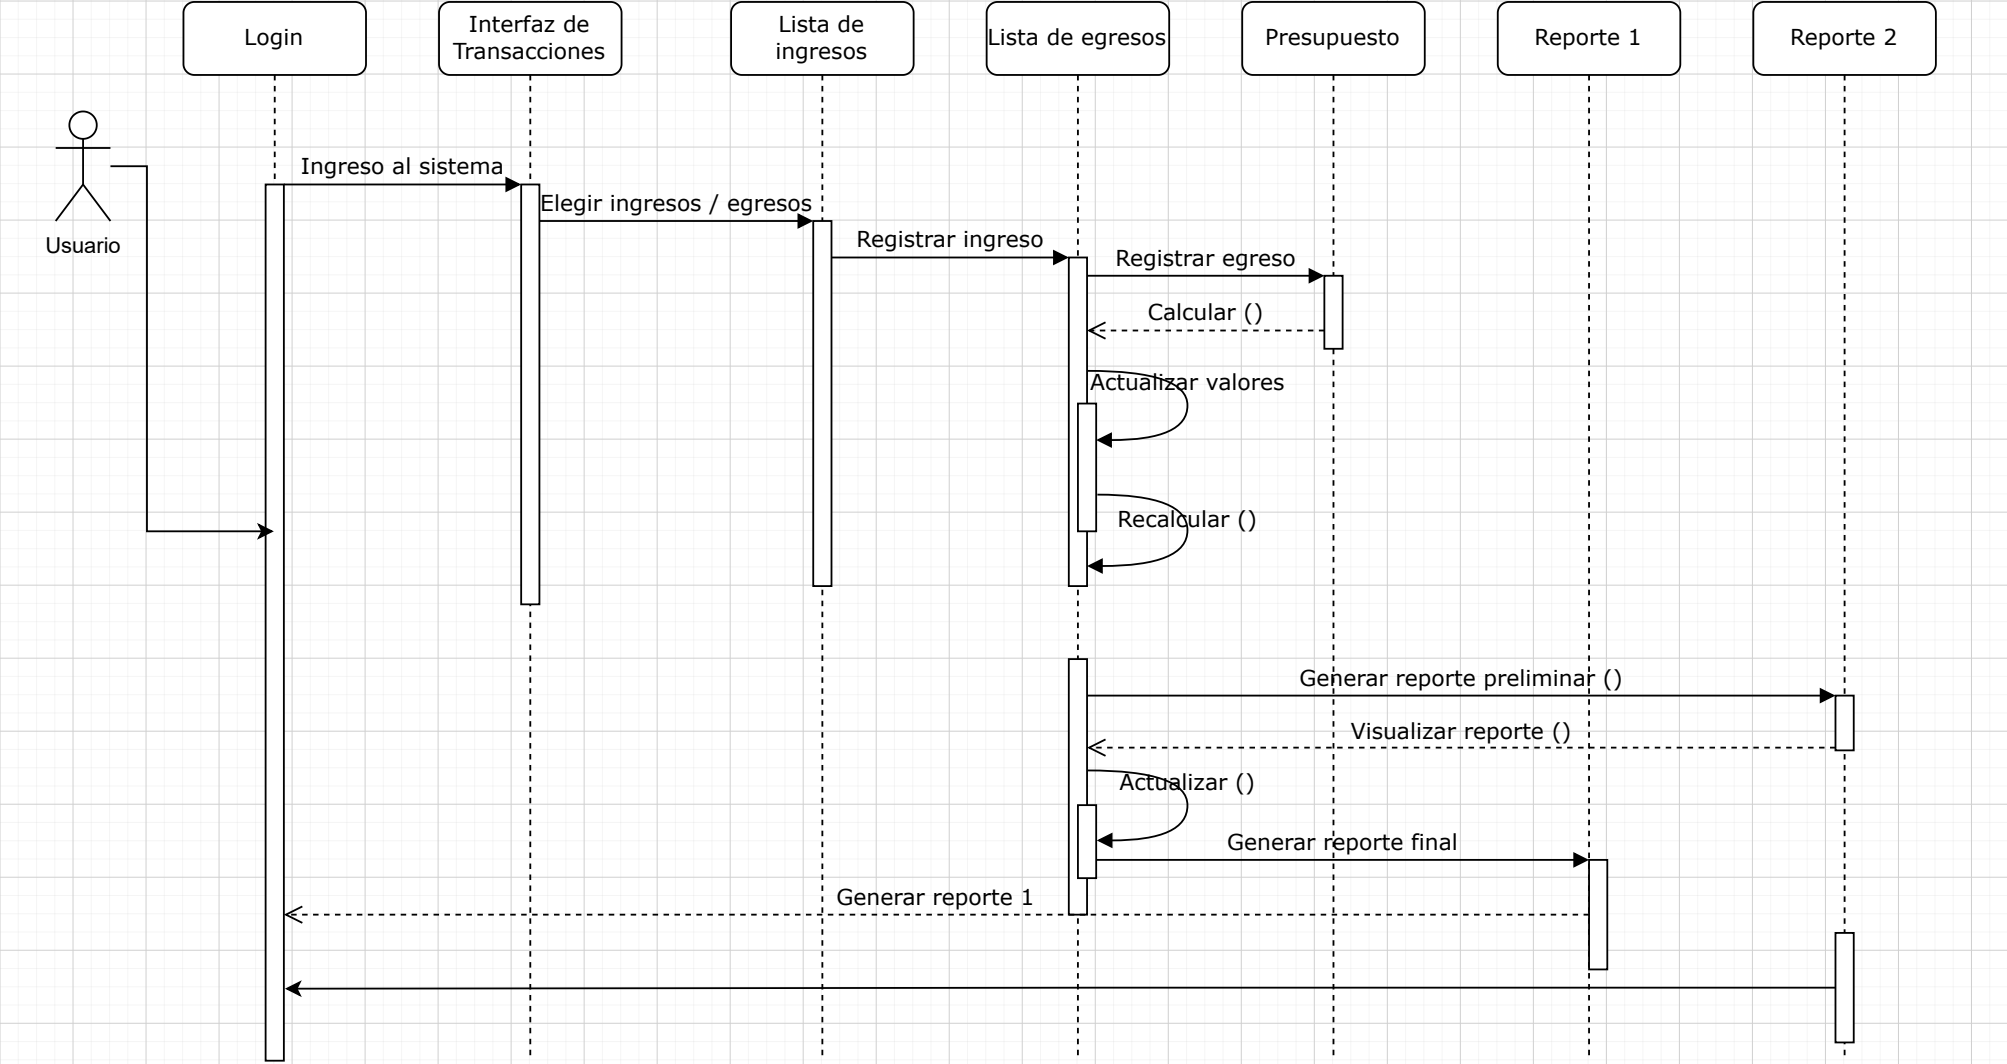 Login
Interfaz de
Transacciones
Lista de
ingresos
Lista de egresos
Presupuesto
Reporte 1
Reporte 2
Usuario
Ingreso al sistema
Elegir ingresos / egresos
Registrar ingreso
Registrar egreso
Calcular ()
Actualizar valores
Recalcular ()
Generar reporte preliminar ()
Visualizar reporte ()
Actualizar ()
Generar reporte final
Generar reporte 1